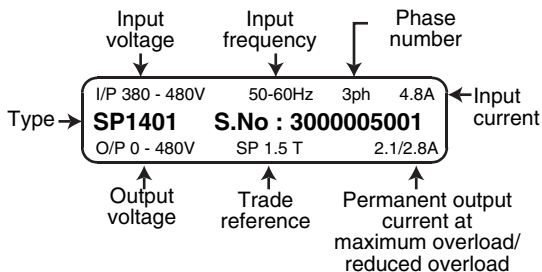 Input voltage
Input frequency
Phase number
I/P 380 - 480V 50-60Hz 3ph 4.8A
Input current
Type
SP1401 S.No : 3000005001
O/P 0 - 480V SP 1.5 T 2.1/2.8A
Output voltage
Trade reference
Permanent output current at maximum overload/ reduced overload